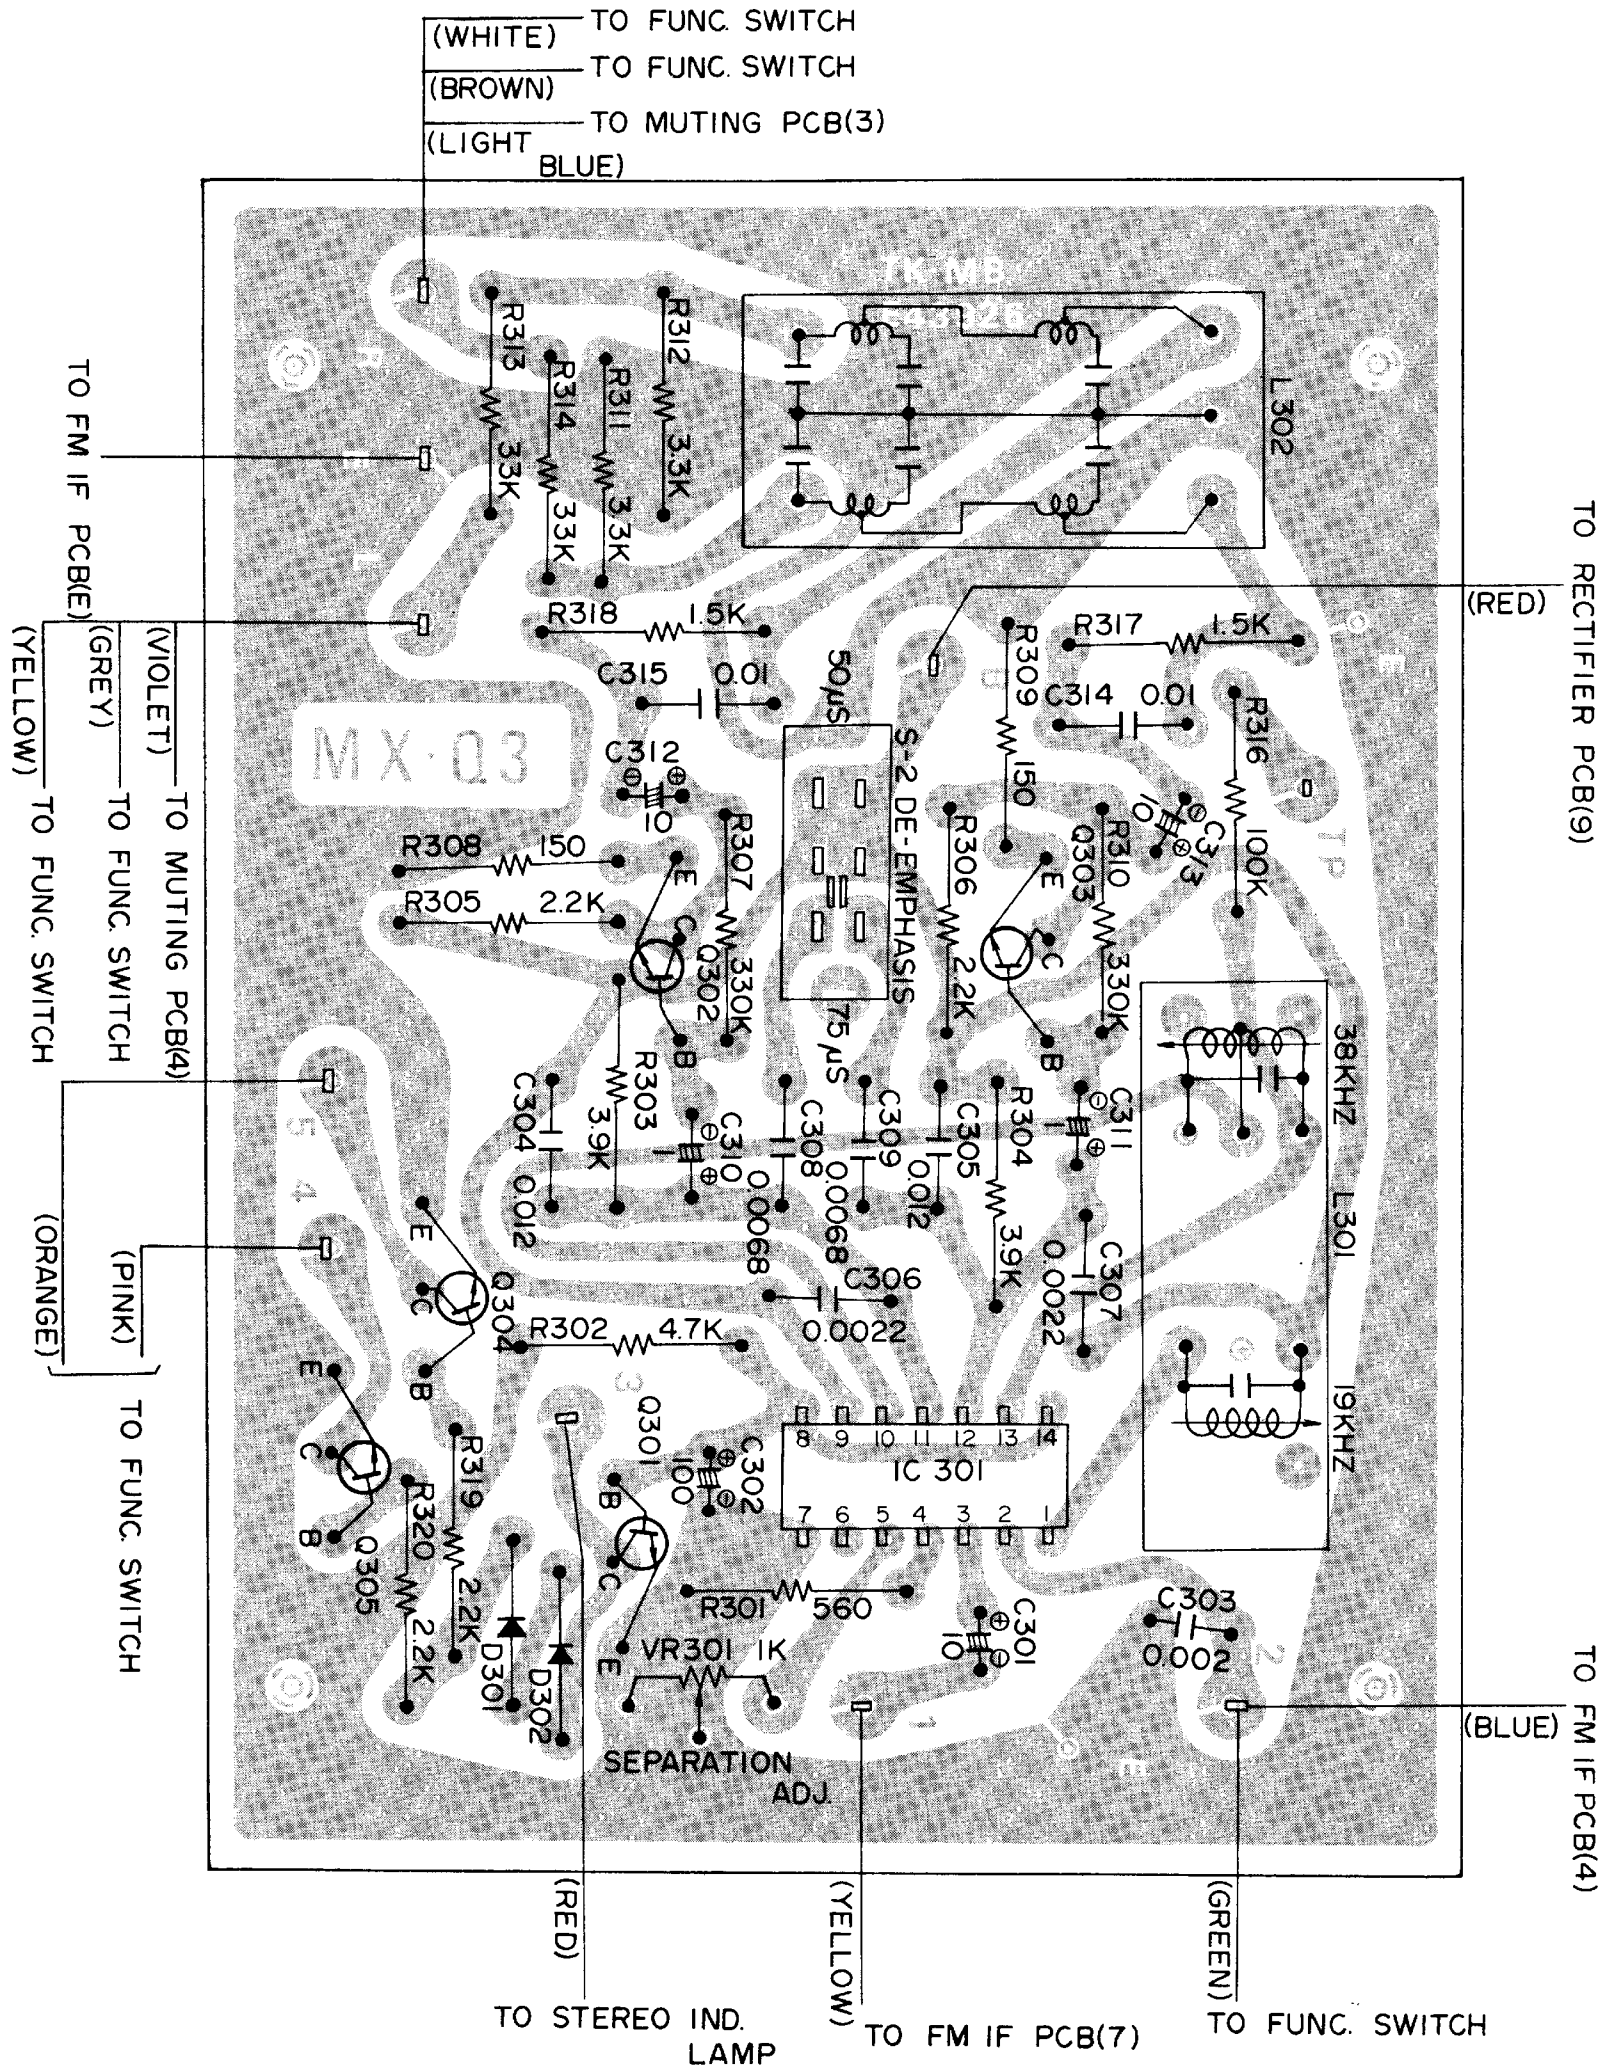 (WHITE) TO FUNC. SWITCH
(BROWN) TO FUNC. SWITCH
(LIGHT BLUE) TO MUTING PCB(3)
TK-MB
L302
R313
33K
R314
33K
R311
3.3K
R312
3.3K
R
E
L
TO FM IF PCB(E)
(VIOLET) TO MUTING PCB(4)
(GREY) TO FUNC. SWITCH
(YELLOW) TO FUNC. SWITCH
TO RECTIFIER PCB(9)
(RED)
R318 1.5K
R317 1.5K
C315 0.01
C314 0.01
R309
150
R316
100K
E
B
TP
MX-Q3
50µS
S-2 DE-EMPHASIS
75µS
C312
⊖ ⊕
10
C313
⊖ ⊕
10
R308 150
R305 2.2K
R307
330K
R306
2.2K
R310
330K
Q303
E
C
B
Q302
E
C
B
38KHZ
L301
19KHZ
R303
3.9K
C304
0.012
C310
⊖ ⊕
1
C308
0.0068
C309
0.0068
C305
0.012
R304
3.9K
C311
⊖ ⊕
1
C307
0.0022
C306
0.0022
5
4
(ORANGE)
(PINK)
TO FUNC. SWITCH
E
C
B
Q304
R302 4.7K
3
E
C
B
Q305
R319
2.2K
R320
2.2K
D301
D302
Q301
B
C
E
C302
⊕ ⊖
100
8 9 10 11 12 13 14
IC 301
7 6 5 4 3 2 1
R301 560
VR301 1K
SEPARATION
ADJ.
C301
⊕ ⊖
10
C303
0.002
2
1
E
(BLUE)
TO FM IF PCB(4)
(RED)
TO STEREO IND.
LAMP
(YELLOW)
TO FM IF PCB(7)
(GREEN)
TO FUNC. SWITCH